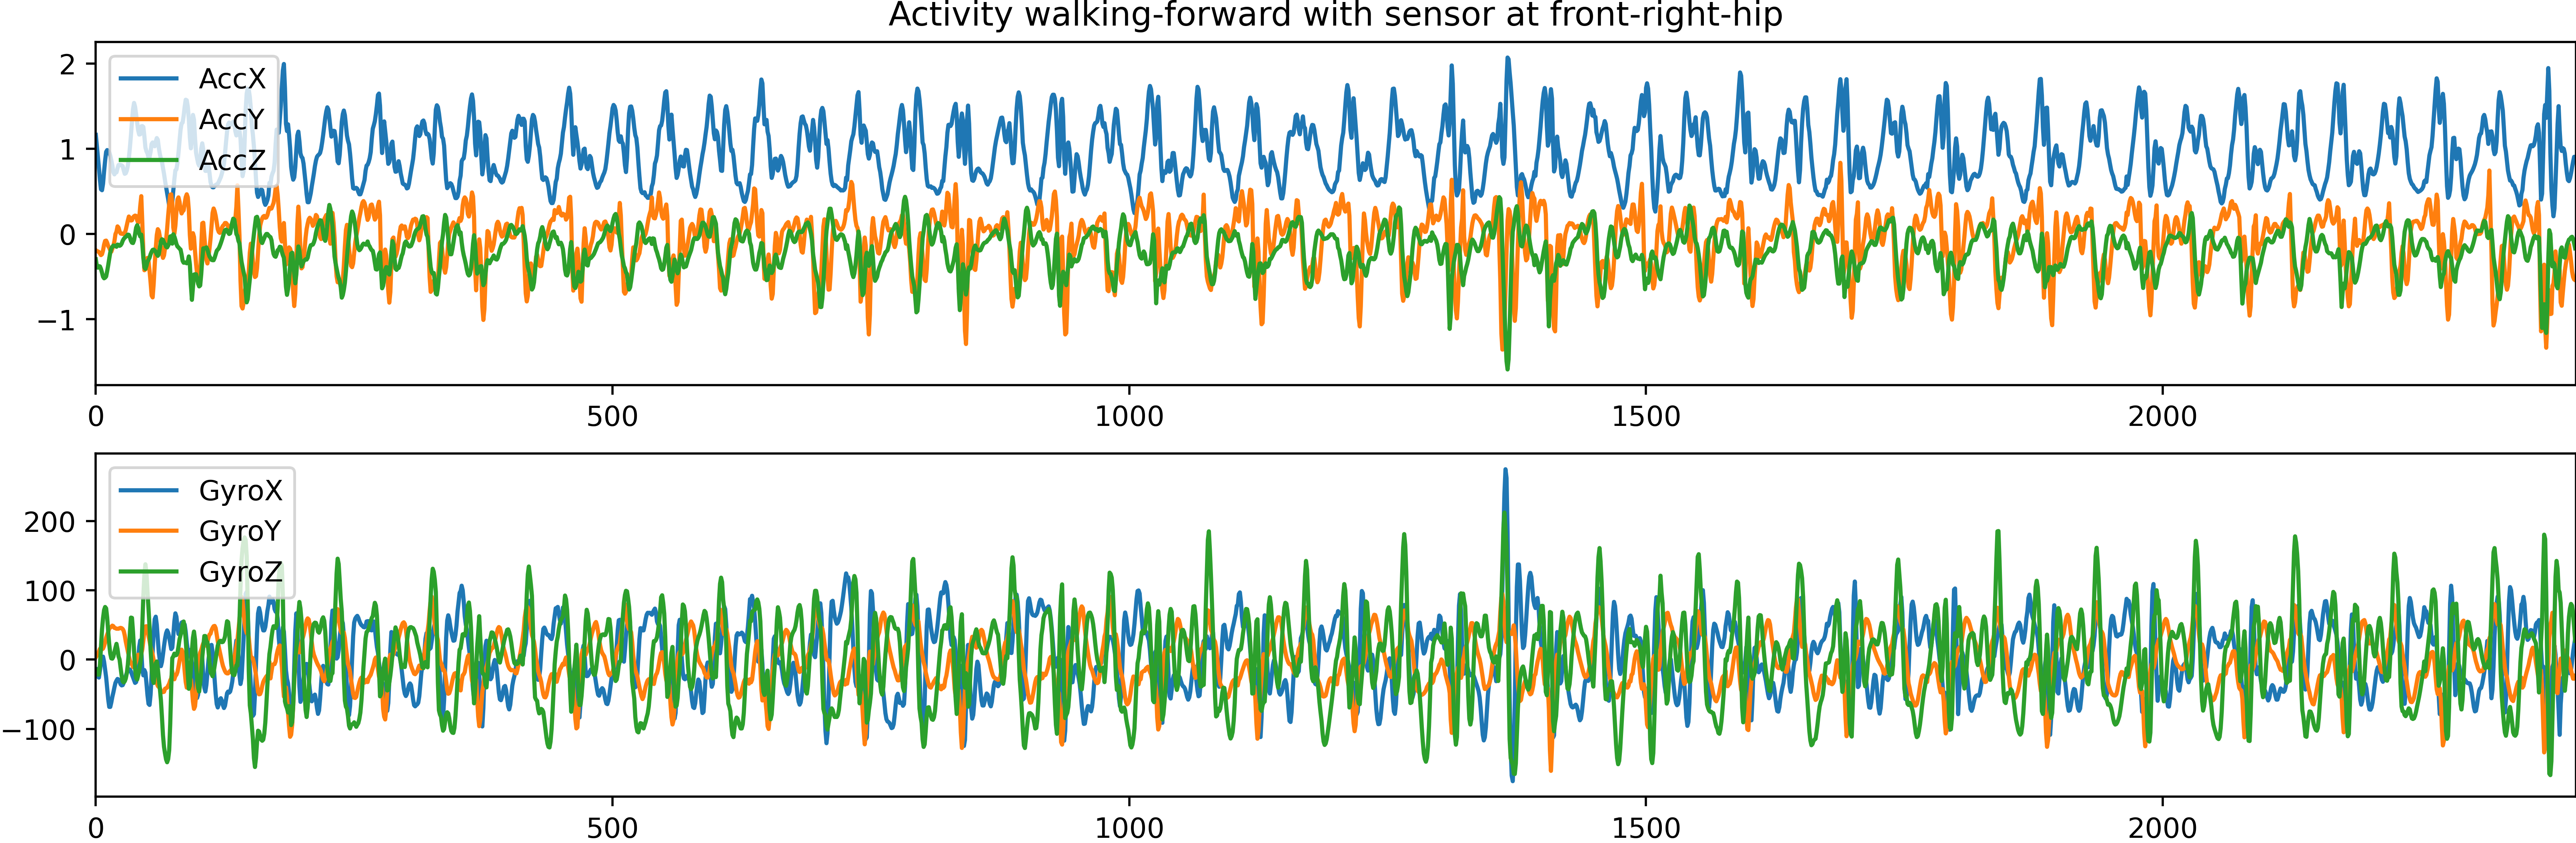 Activity walking-forward with sensor at front-right-hip
2
1
0
−1
AccX
AccY
AccZ
0
500
1000
1500
2000
200
100
0
−100
GyroX
GyroY
GyroZ
0
500
1000
1500
2000